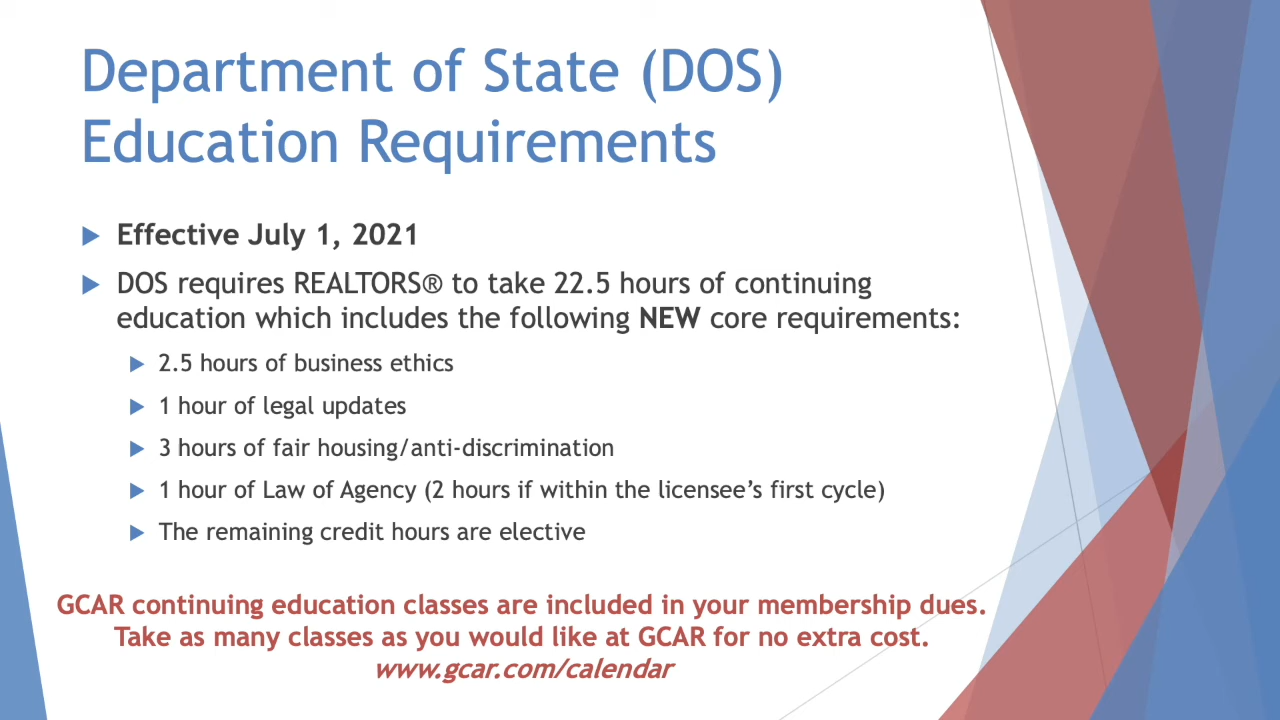 Department of State (DOS)
Education Requirements
Effective July 1, 2021
DOS requires REALTORS® to take 22.5 hours of continuing
education which includes the following NEW core requirements:
2.5 hours of business ethics
1 hour of legal updates
3 hours of fair housing/anti-discrimination
1 hour of Law of Agency (2 hours if within the licensee’s first cycle)
The remaining credit hours are elective
GCAR continuing education classes are included in your membership dues.
Take as many classes as you would like at GCAR for no extra cost.
www.gcar.com/calendar